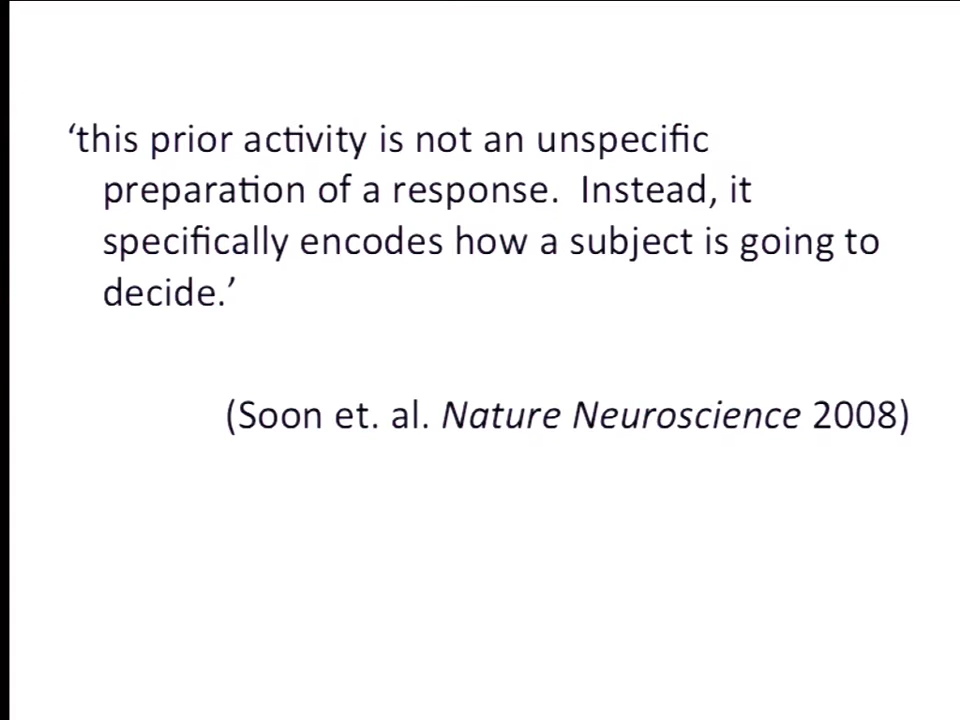 ‘this prior activity is not an unspecific
preparation of a response.  Instead, it
specifically encodes how a subject is going to
decide.’
(Soon et. al. Nature Neuroscience 2008)